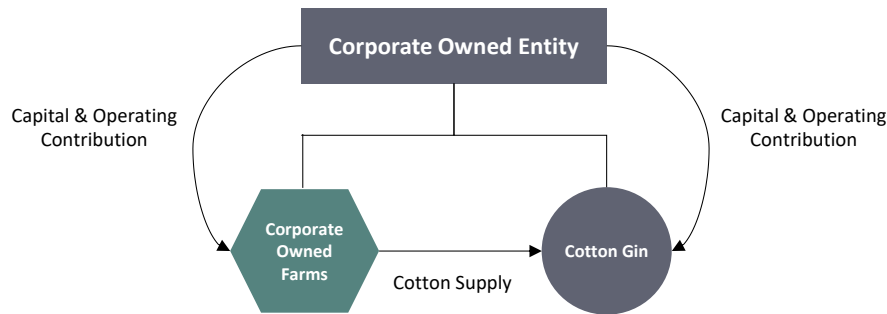 Corporate Owned Entity
Capital & Operating
Contribution
Capital & Operating
Contribution
Corporate
Owned
Farms
Cotton Gin
Cotton Supply